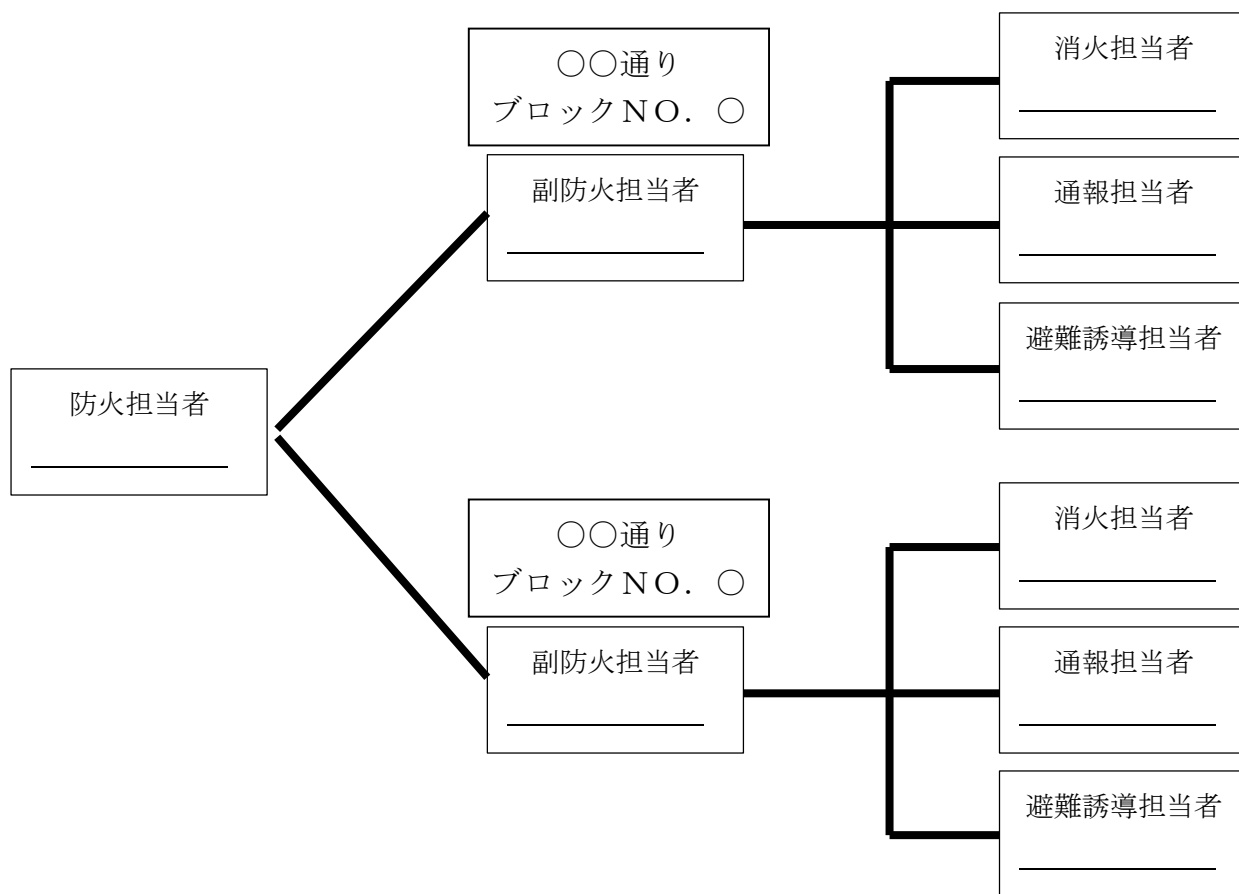 防火担当者
○○通り
ブロックNO. ○
副防火担当者
消火担当者
通報担当者
避難誘導担当者
○○通り
ブロックNO. ○
副防火担当者
消火担当者
通報担当者
避難誘導担当者